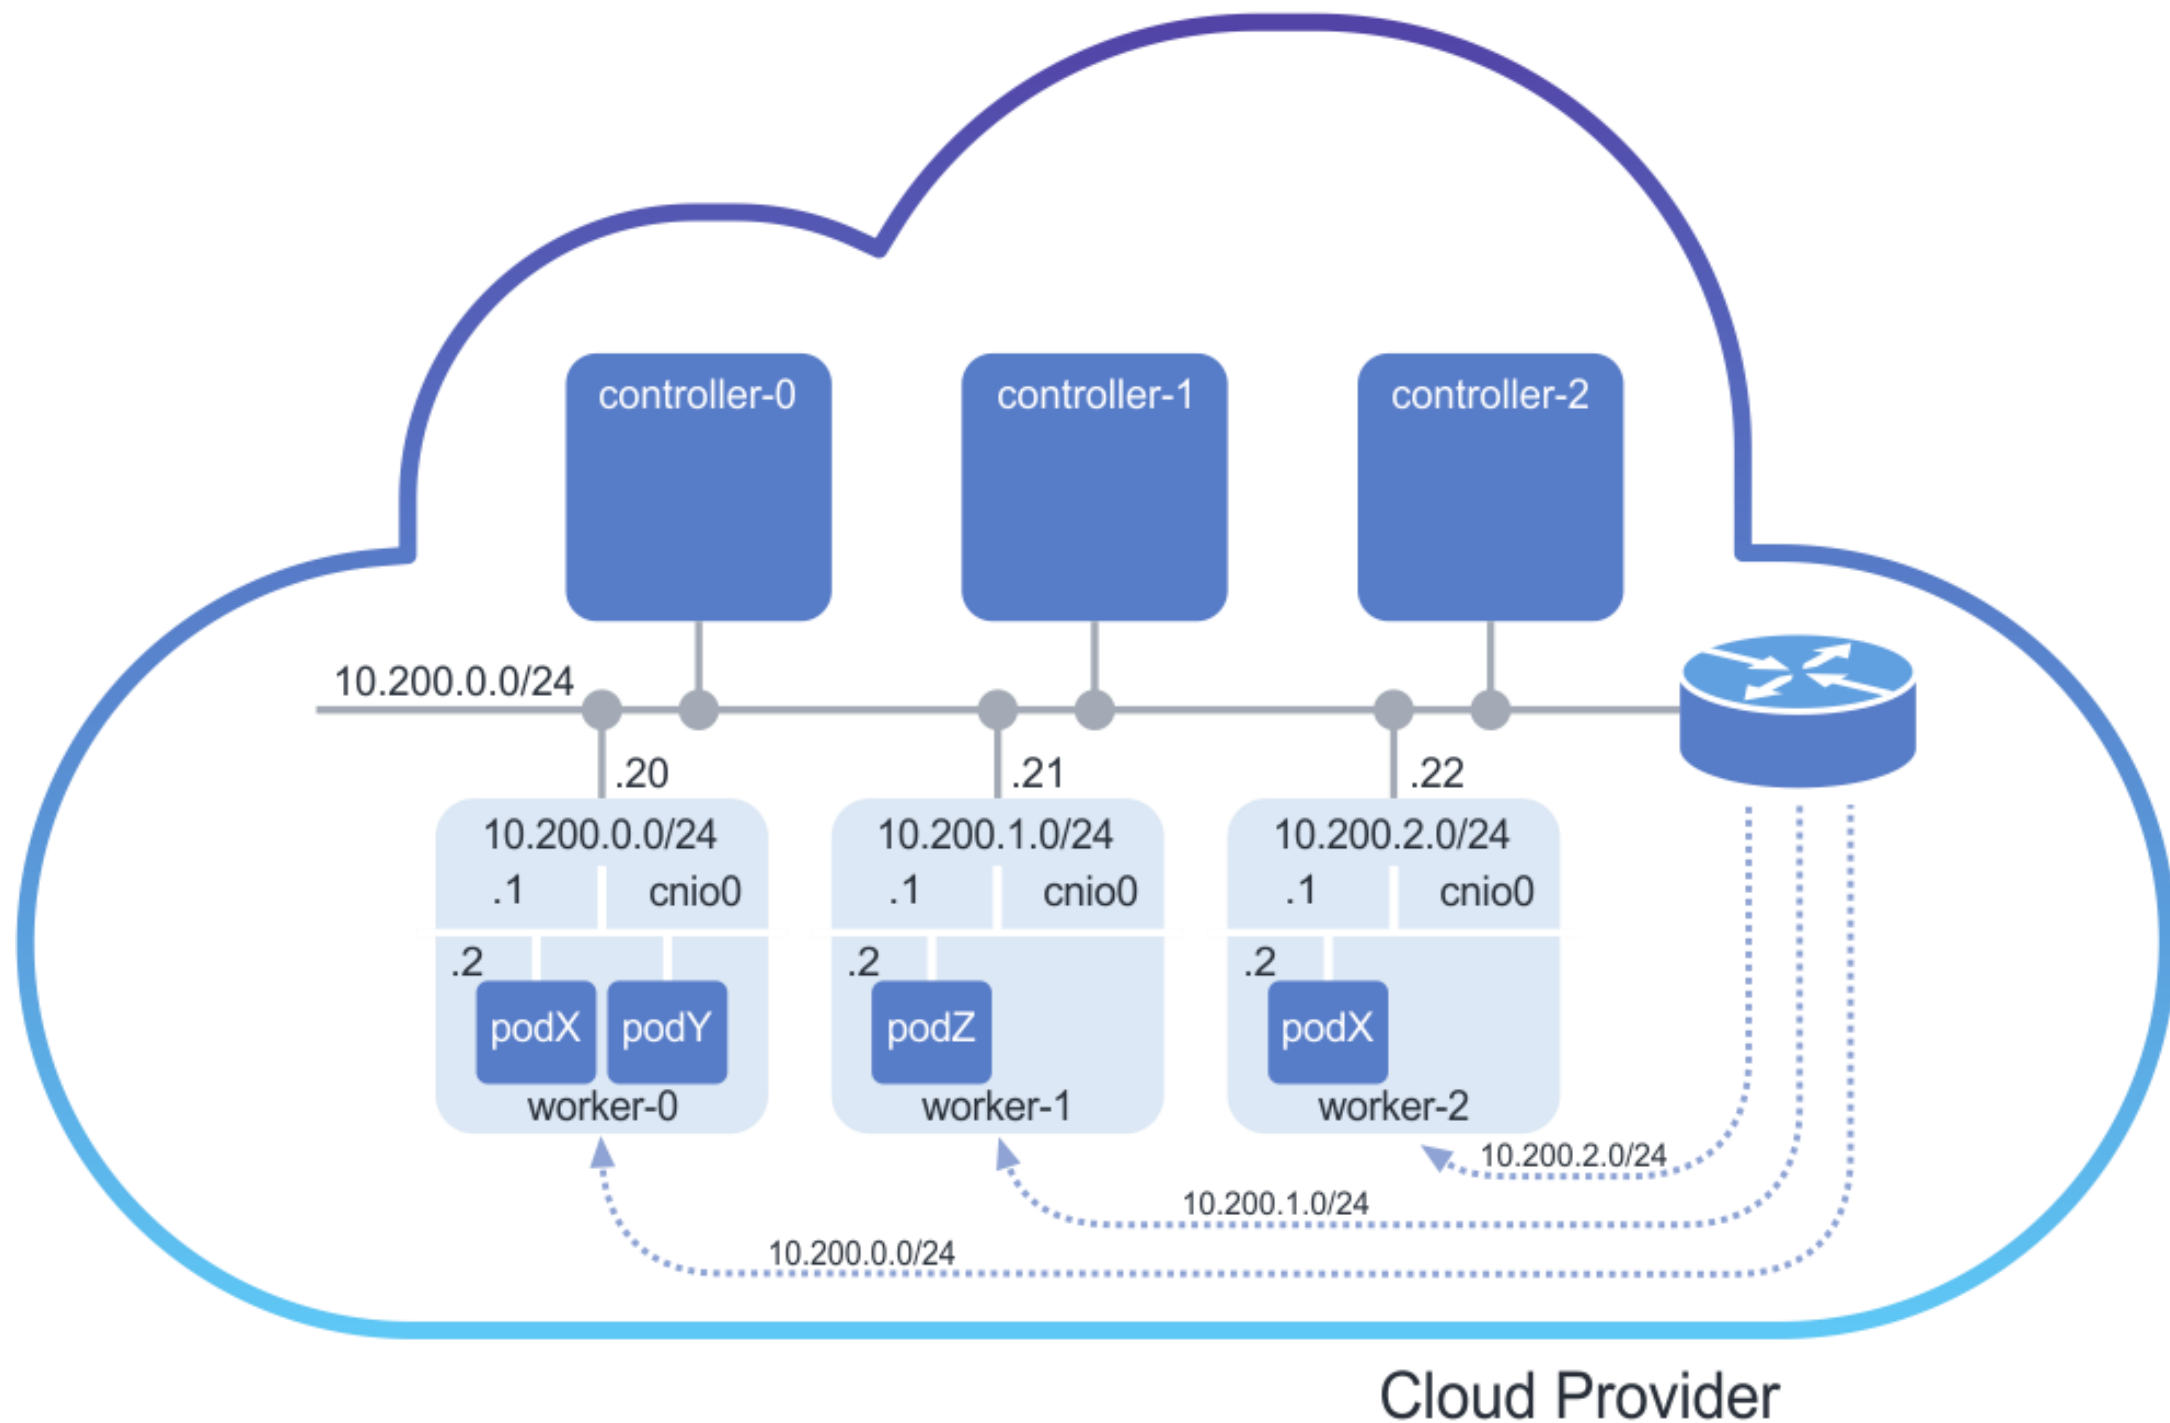 controller-0
controller-1
controller-2
10.200.0.0/24
.20
.21
.22
10.200.0.0/24
.1
cnio0
.2
podX
podY
worker-0
10.200.1.0/24
.1
cnio0
.2
podZ
worker-1
10.200.2.0/24
.1
cnio0
.2
podX
worker-2
10.200.2.0/24
10.200.1.0/24
10.200.0.0/24
Cloud Provider